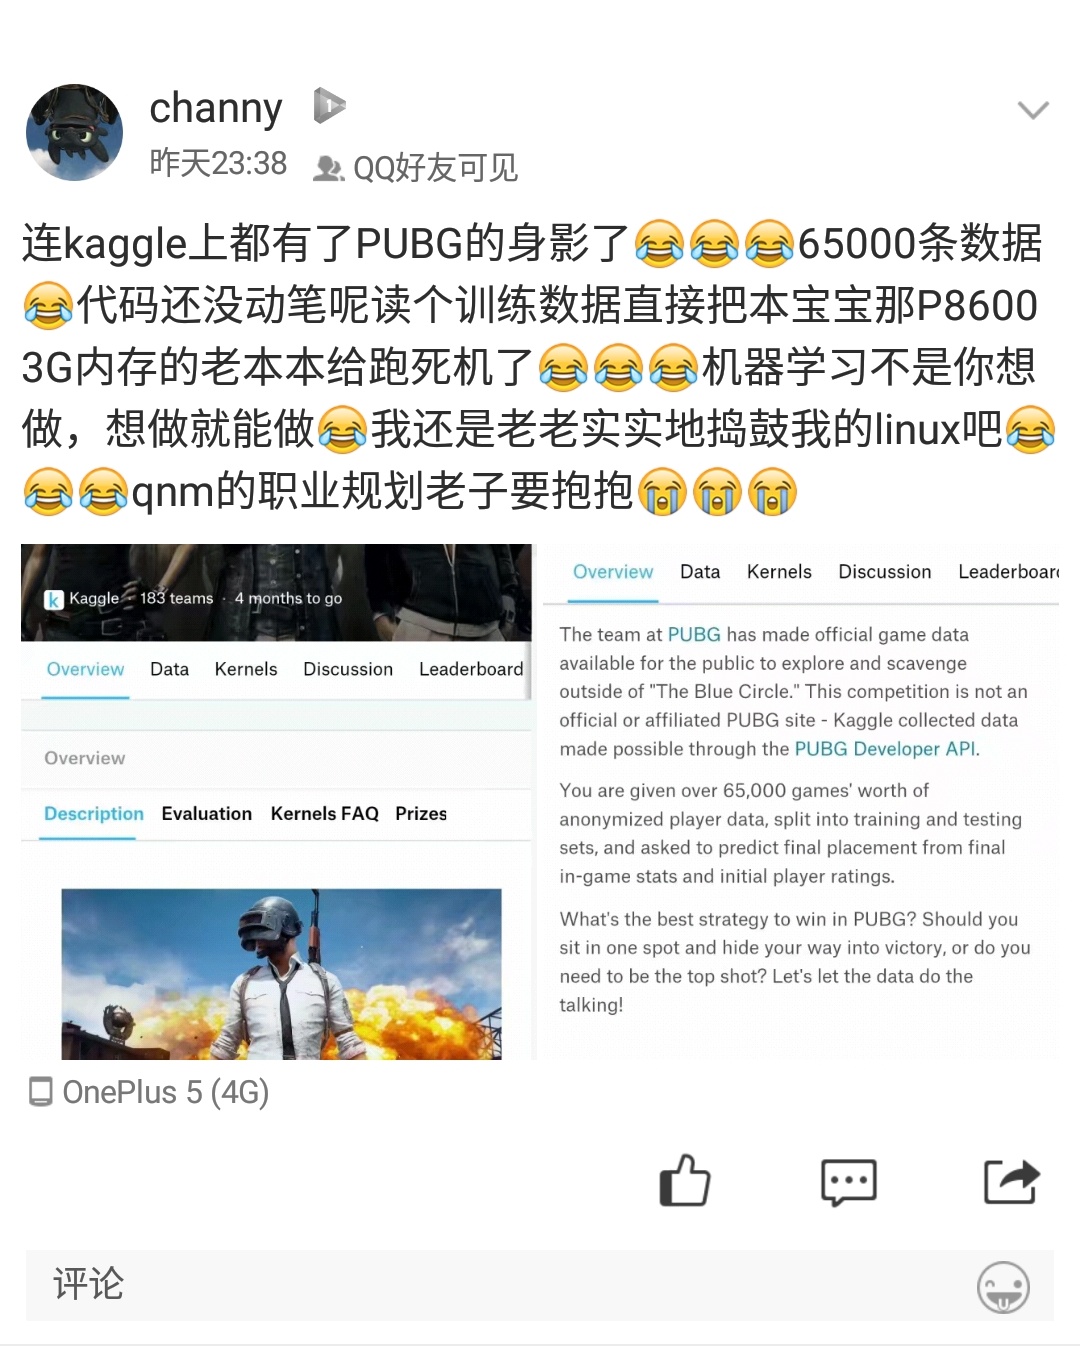 channy
昨天23:38 QQ好友可见
连kaggle上都有了PUBG的身影了😂😂😂65000条数据
😂代码还没动笔呢读个训练数据直接把本宝宝那P8600
3G内存的老本本给跑死机了😂😂😂机器学习不是你想
做，想做就能做😂我还是老老实实地捣鼓我的linux吧😂
😂😂qnm的职业规划老子要抱抱😭😭😭
k Kaggle · 183 teams · 4 months to go
Overview Data Kernels Discussion Leaderboard
Overview
Description Evaluation Kernels FAQ Prizes
Overview Data Kernels Discussion Leaderboar
The team at PUBG has made official game data
available for the public to explore and scavenge
outside of "The Blue Circle." This competition is not an
official or affiliated PUBG site - Kaggle collected data
made possible through the PUBG Developer API.
You are given over 65,000 games' worth of
anonymized player data, split into training and testing
sets, and asked to predict final placement from final
in-game stats and initial player ratings.
What's the best strategy to win in PUBG? Should you
sit in one spot and hide your way into victory, or do you
need to be the top shot? Let's let the data do the
talking!
OnePlus 5 (4G)
评论